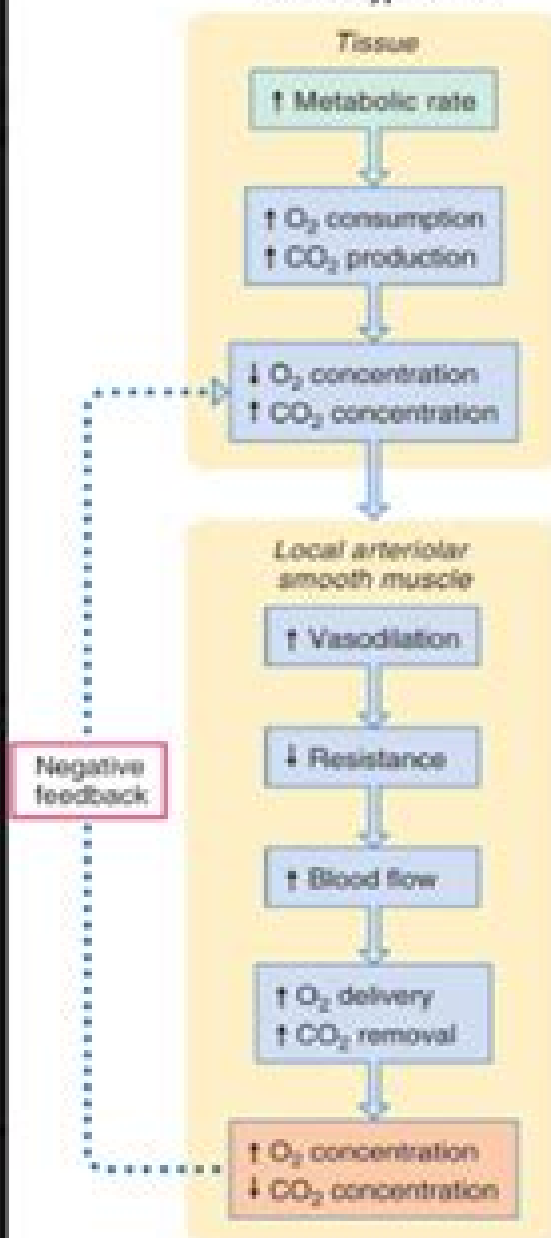 Tissue
↑ Metabolic rate
↑ O₂ consumption
↑ CO₂ production
↓ O₂ concentration
↑ CO₂ concentration
Local arteriolar
smooth muscle
↑ Vasodilation
↓ Resistance
Negative
feedback
↑ Blood flow
↑ O₂ delivery
↑ CO₂ removal
↑ O₂ concentration
↓ CO₂ concentration